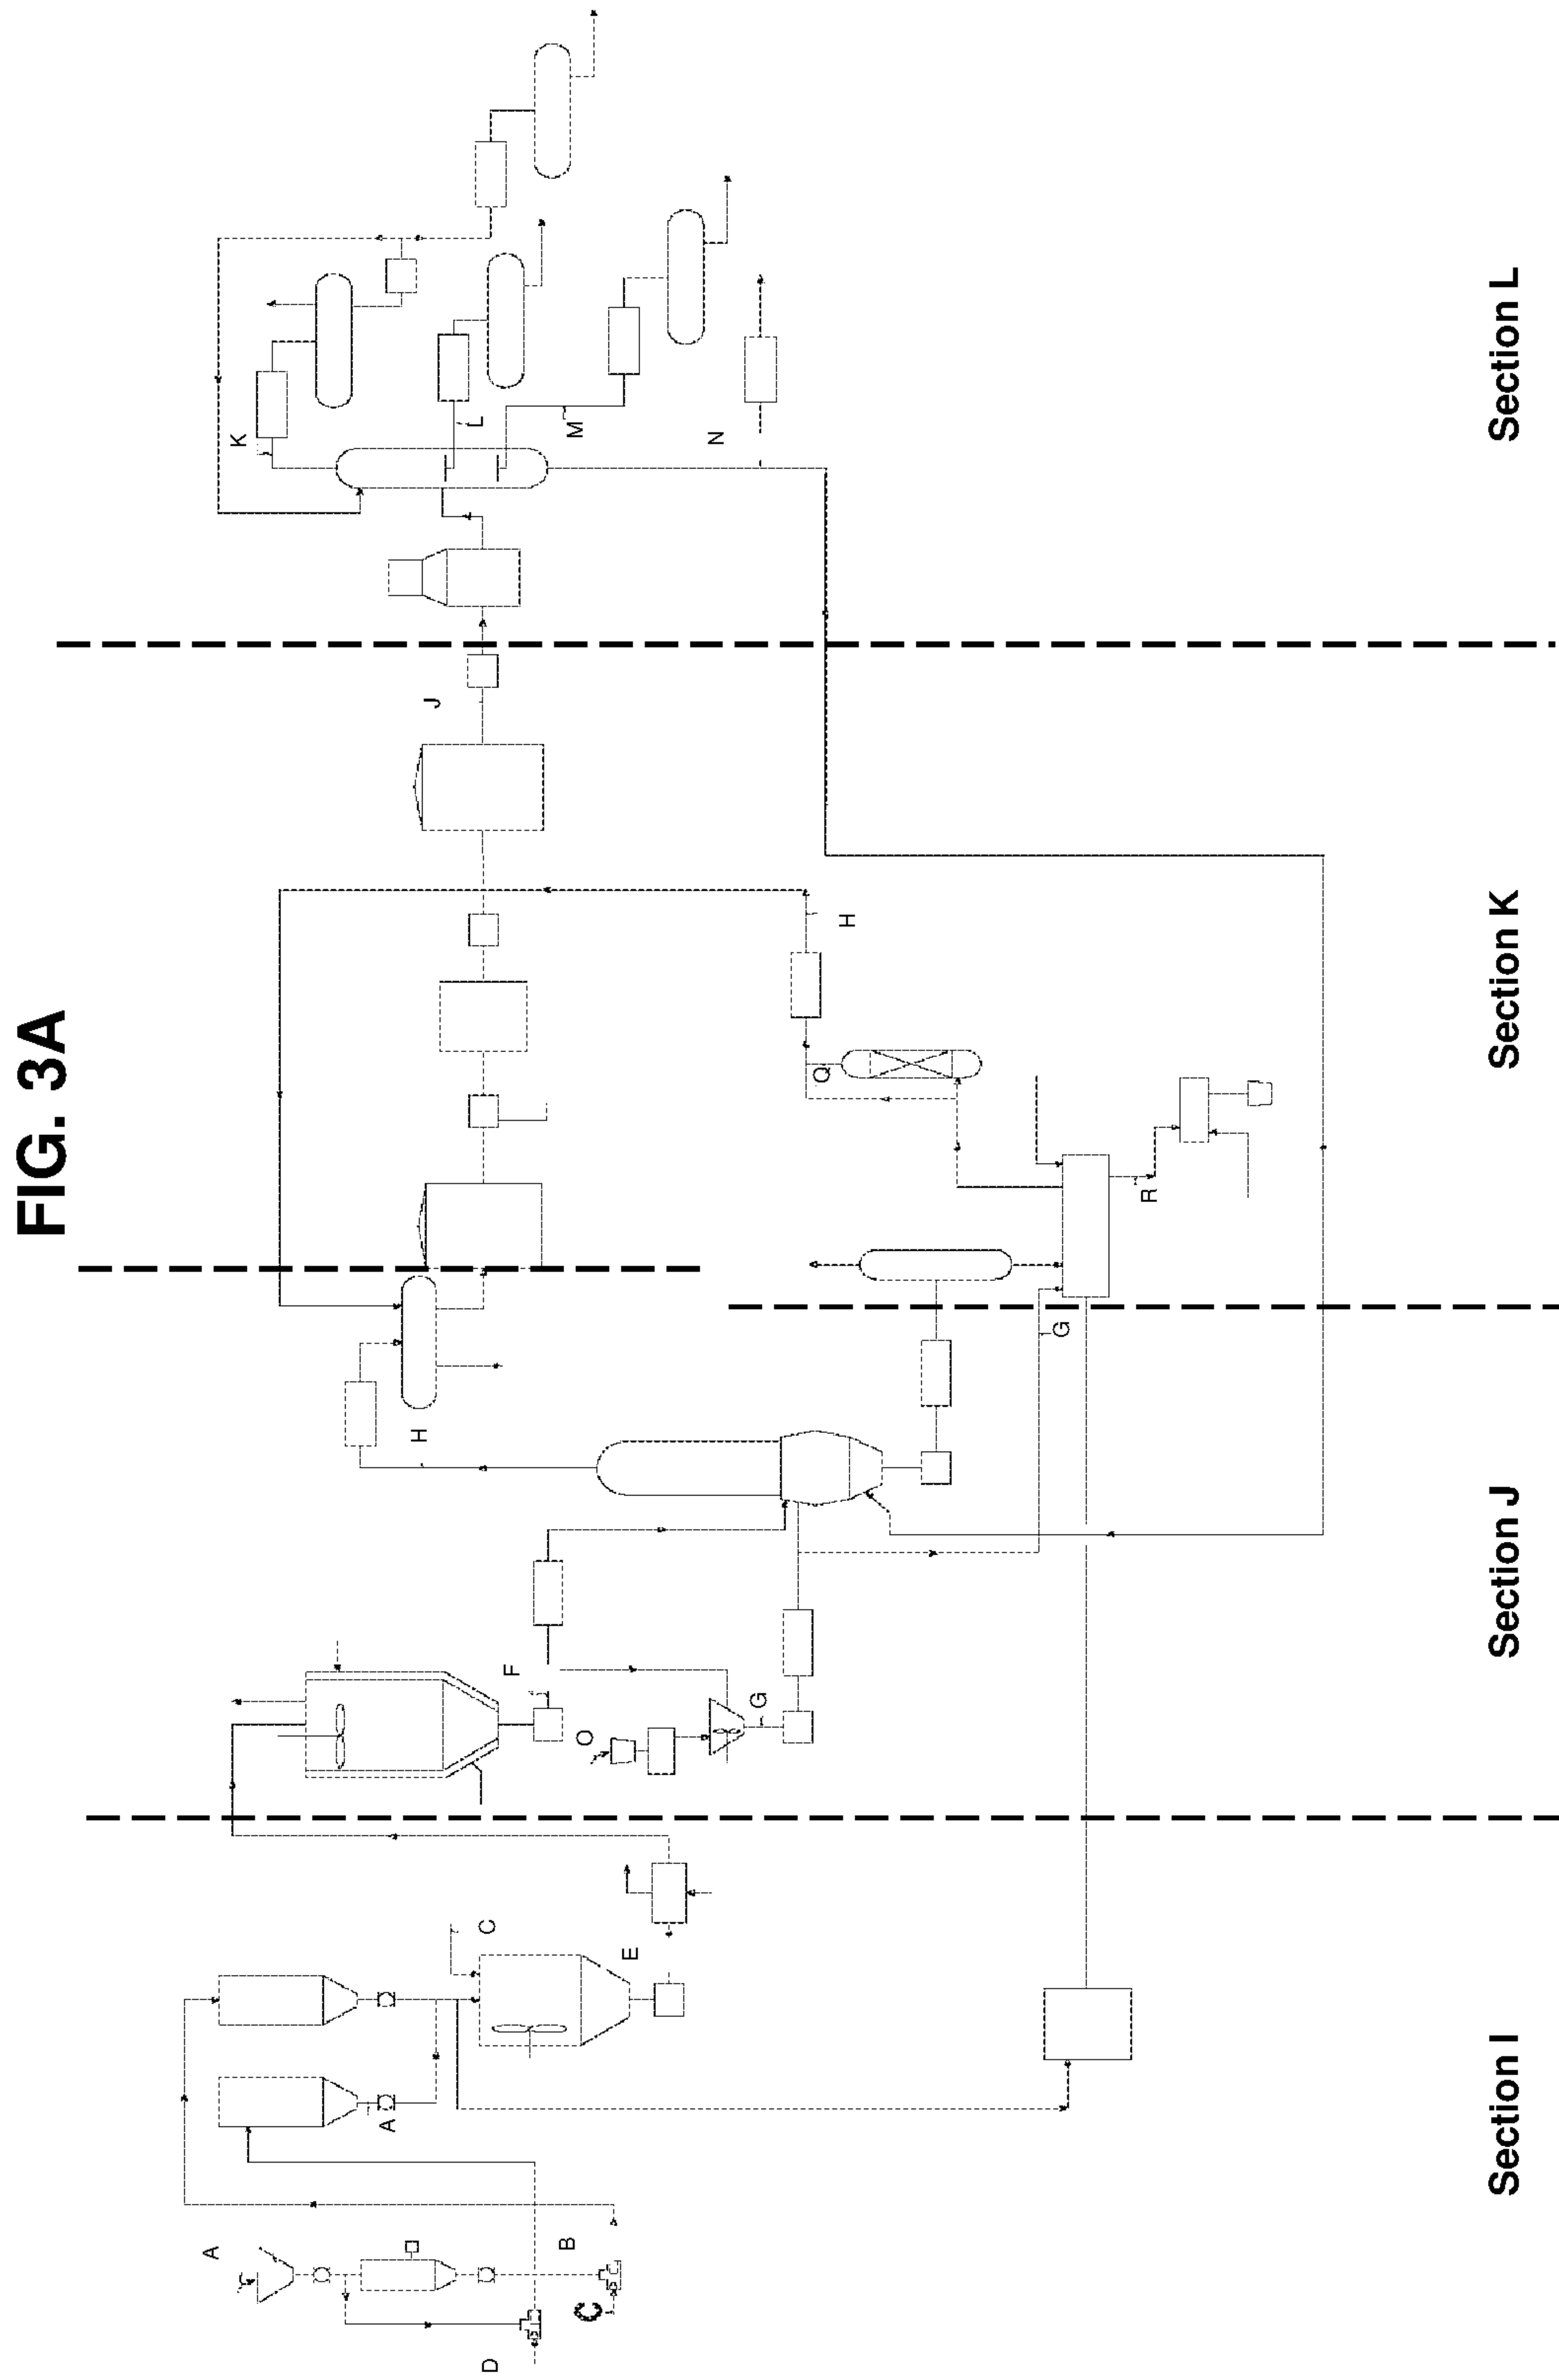 FIG. 3A
A
K
A
H
J
L
C
D
F
B
M
O
C
E
N
G
Q
H
G
R
Section I
Section J
Section K
Section L